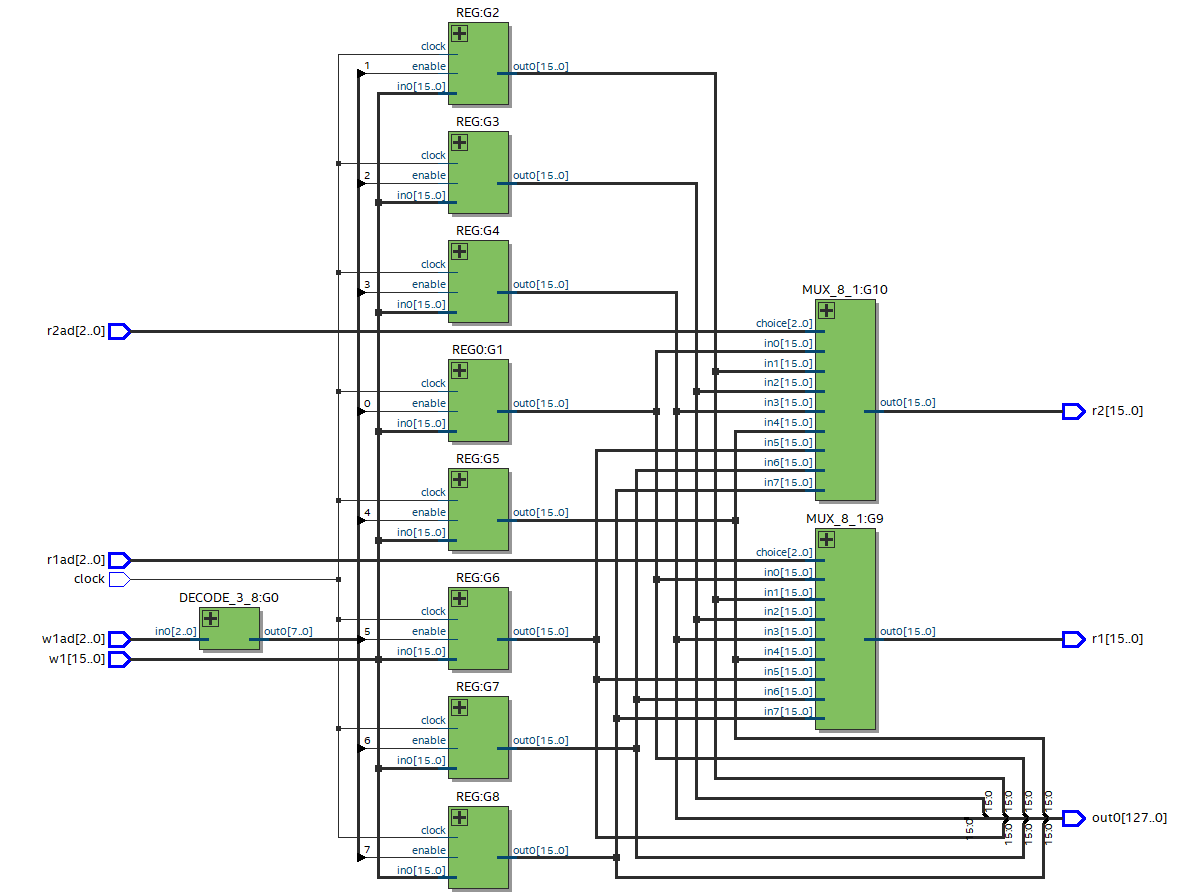 REG:G2
clock
1
enable
out0[15..0]
in0[15..0]
REG:G3
clock
2
enable
out0[15..0]
in0[15..0]
REG:G4
clock
3
enable
out0[15..0]
in0[15..0]
r2ad[2..0]
REG0:G1
clock
0
enable
out0[15..0]
in0[15..0]
REG:G5
clock
4
enable
out0[15..0]
in0[15..0]
r1ad[2..0]
clock
DECODE_3_8:G0
in0[2..0]
out0[7..0]
w1ad[2..0]
w1[15..0]
REG:G6
clock
5
enable
out0[15..0]
in0[15..0]
REG:G7
clock
6
enable
out0[15..0]
in0[15..0]
REG:G8
clock
7
enable
out0[15..0]
in0[15..0]
MUX_8_1:G10
choice[2..0]
in0[15..0]
in1[15..0]
in2[15..0]
in3[15..0]
in4[15..0]
in5[15..0]
in6[15..0]
in7[15..0]
out0[15..0]
r2[15..0]
MUX_8_1:G9
choice[2..0]
in0[15..0]
in1[15..0]
in2[15..0]
in3[15..0]
in4[15..0]
in5[15..0]
in6[15..0]
in7[15..0]
out0[15..0]
r1[15..0]
15:0
15:0
15:0
15:0
15:0
15:0
15:0
15:0
out0[127..0]